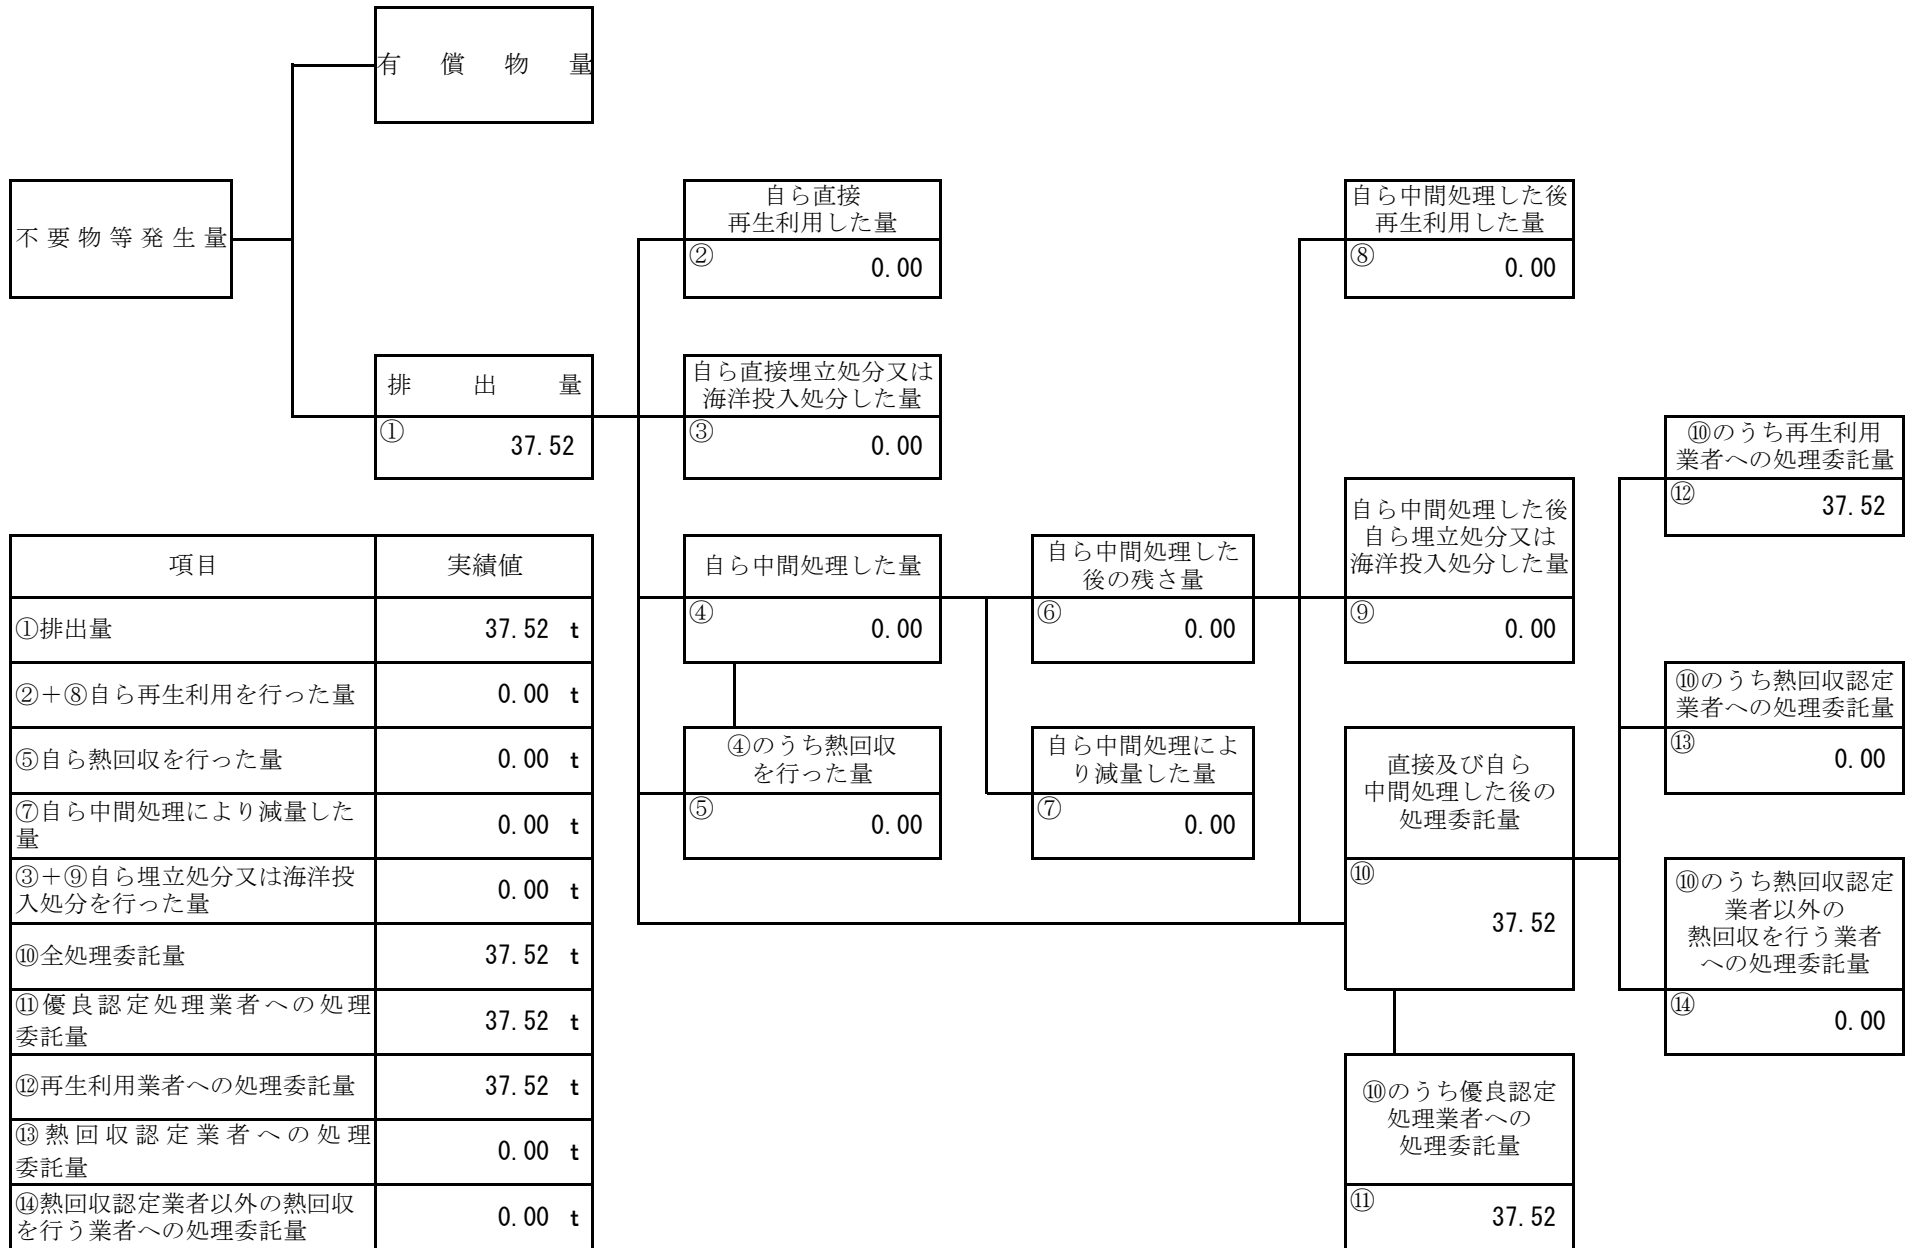 有償物量
不要物等発生量
自ら直接
再生利用した量
② 0.00
自ら中間処理した後
再生利用した量
⑧ 0.00
排出量
① 37.52
自ら直接埋立処分又は
海洋投入処分した量
③ 0.00
⑩のうち再生利用
業者への処理委託量
⑫ 37.52
自ら中間処理した量
④ 0.00
自ら中間処理した
後の残さ量
⑥ 0.00
自ら中間処理した後
自ら埋立処分又は
海洋投入処分した量
⑨ 0.00
⑩のうち熱回収認定
業者への処理委託量
⑬ 0.00
④のうち熱回収
を行った量
⑤ 0.00
自ら中間処理によ
り減量した量
⑦ 0.00
直接及び自ら
中間処理した後の
処理委託量
⑩ 37.52
⑩のうち熱回収認定
業者以外の
熱回収を行う業者
への処理委託量
⑭ 0.00
⑩のうち優良認定
処理業者への
処理委託量
⑪ 37.52
項目 実績値
①排出量 37.52 t
②+⑧自ら再生利用を行った量 0.00 t
⑤自ら熱回収を行った量 0.00 t
⑦自ら中間処理により減量した
量 0.00 t
③+⑨自ら埋立処分又は海洋投
入処分を行った量 0.00 t
⑩全処理委託量 37.52 t
⑪優良認定処理業者への処理
委託量 37.52 t
⑫再生利用業者への処理委託量 37.52 t
⑬熱回収認定業者への処理
委託量 0.00 t
⑭熱回収認定業者以外の熱回収
を行う業者への処理委託量 0.00 t